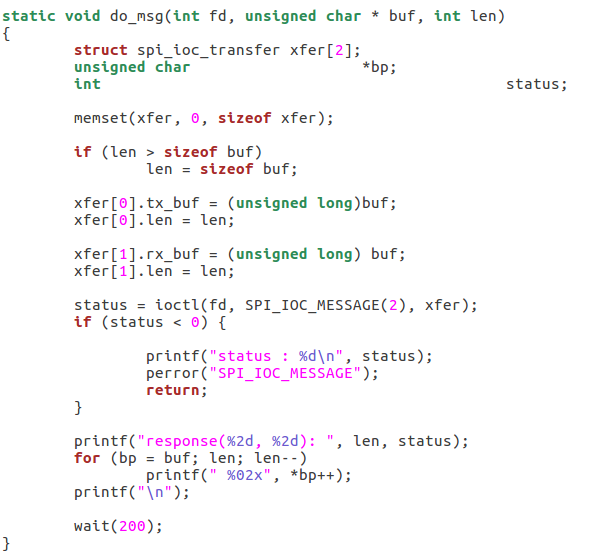 static void do_msg(int fd, unsigned char * buf, int len)
{
        struct spi_ioc_transfer xfer[2];
        unsigned char                   *bp;
        int                                             status;

        memset(xfer, 0, sizeof xfer);

        if (len > sizeof buf)
                len = sizeof buf;

        xfer[0].tx_buf = (unsigned long)buf;
        xfer[0].len = len;

        xfer[1].rx_buf = (unsigned long) buf;
        xfer[1].len = len;

        status = ioctl(fd, SPI_IOC_MESSAGE(2), xfer);
        if (status < 0) {

                printf("status : %d\n", status);
                perror("SPI_IOC_MESSAGE");
                return;
        }

        printf("response(%2d, %2d): ", len, status);
        for (bp = buf; len; len--)
                printf(" %02x", *bp++);
        printf("\n");

        wait(200);
}